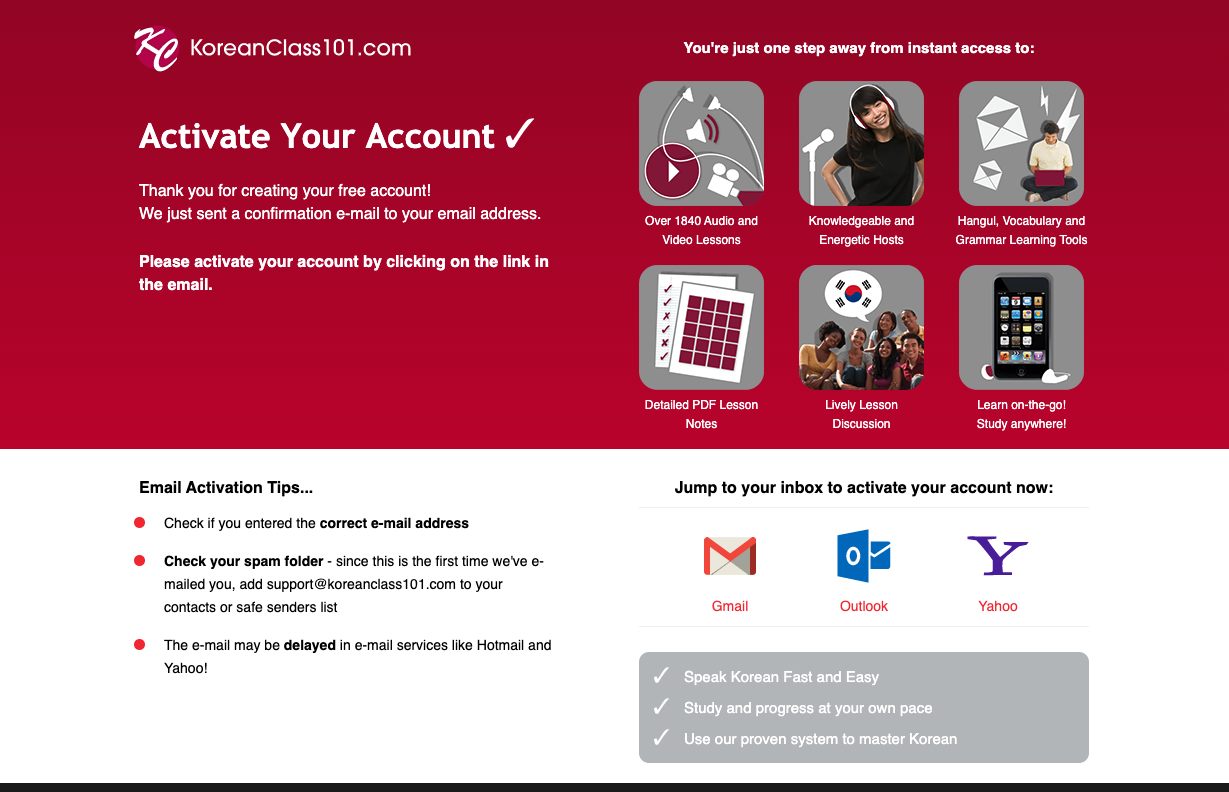 KC KoreanClass101.com
Activate Your Account ✓
Thank you for creating your free account!
We just sent a confirmation e-mail to your email address.
Please activate your account by clicking on the link in
the email.
You're just one step away from instant access to:
Over 1840 Audio and
Video Lessons
Knowledgeable and
Energetic Hosts
Hangul, Vocabulary and
Grammar Learning Tools
Detailed PDF Lesson
Notes
Lively Lesson
Discussion
Learn on-the-go!
Study anywhere!
Email Activation Tips...
Check if you entered the correct e-mail address
Check your spam folder - since this is the first time we've e-
mailed you, add support@koreanclass101.com to your
contacts or safe senders list
The e-mail may be delayed in e-mail services like Hotmail and
Yahoo!
Jump to your inbox to activate your account now:
Gmail
Outlook
Yahoo
✓ Speak Korean Fast and Easy
✓ Study and progress at your own pace
✓ Use our proven system to master Korean